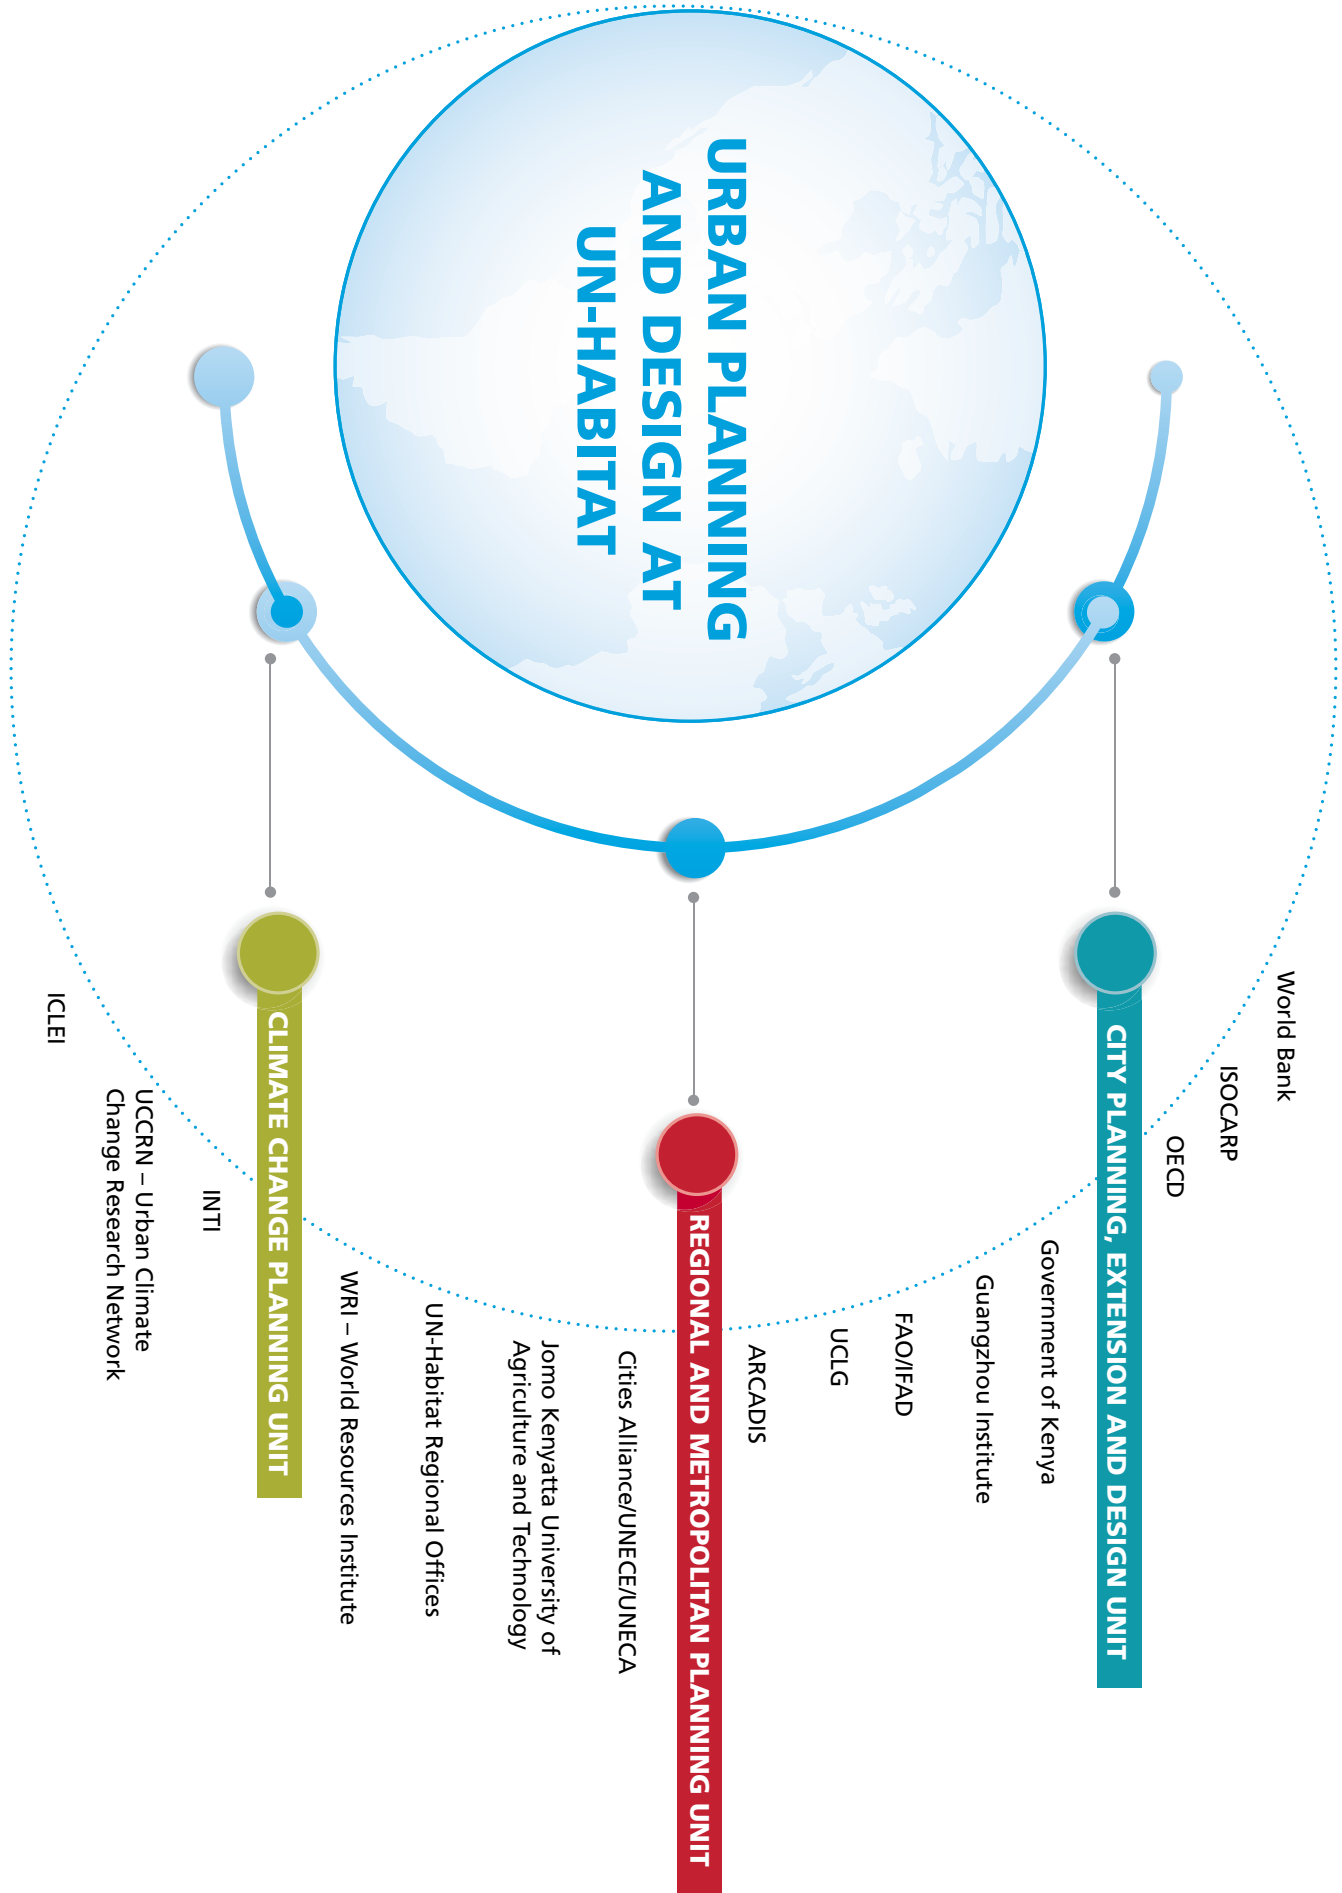 URBAN PLANNING
AND DESIGN AT
UN-HABITAT
World Bank
ISOCARP
OECD
CITY PLANNING, EXTENSION AND DESIGN UNIT
Government of Kenya
Guangzhou Institute
FAO/IFAD
UCLG
ARCADIS
REGIONAL AND METROPOLITAN PLANNING UNIT
Cities Alliance/UNECE/UNECA
Jomo Kenyatta University of
Agriculture and Technology
UN-Habitat Regional Offices
WRI – World Resources Institute
CLIMATE CHANGE PLANNING UNIT
INTI
UCCRN – Urban Climate
Change Research Network
ICLEI